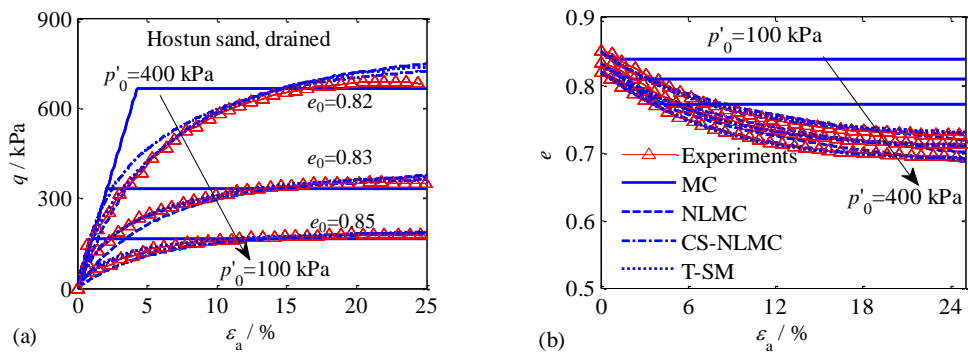 900
600
300
0
q / kPa
Hostun sand, drained
p'0=400 kPa
e0=0.82
e0=0.83
e0=0.85
p'0=100 kPa
0 5 10 15 20 25
εa / %
(a)
0.9
0.8
0.7
0.6
0.5
e
p'0=100 kPa
Experiments
MC
NLMC
CS-NLMC
T-SM
p'0=400 kPa
0 6 12 18 24
εa / %
(b)